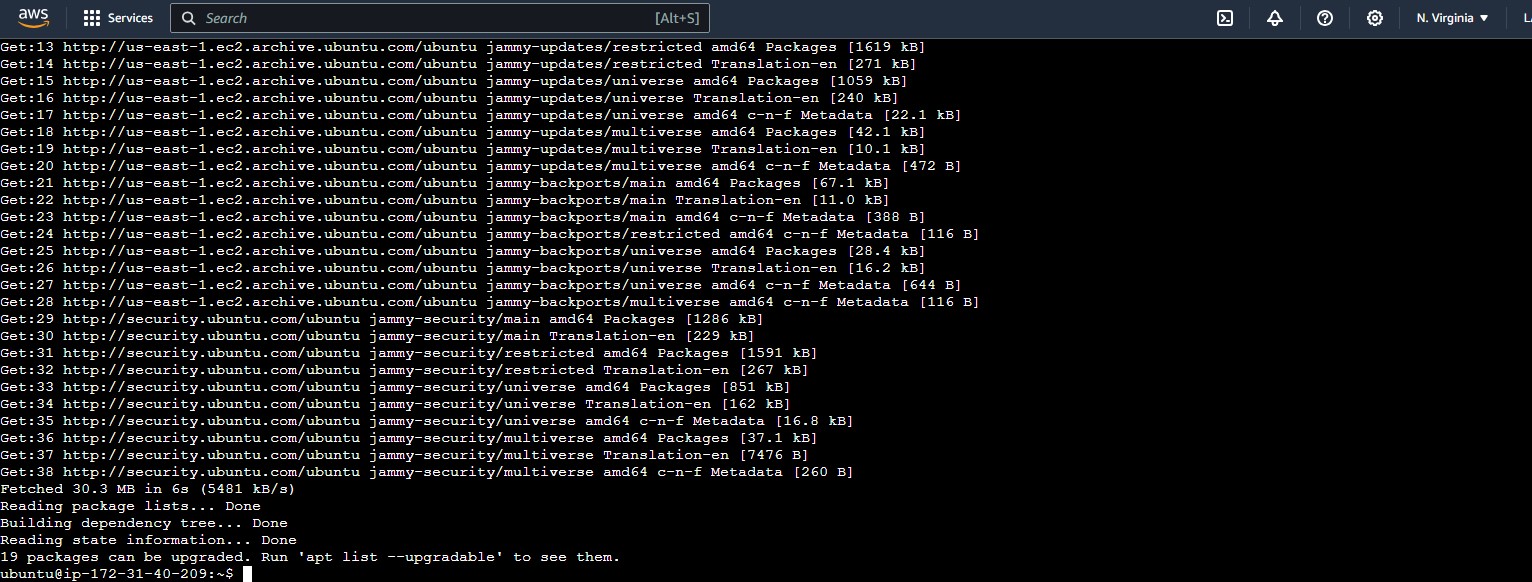 aws
Services
Search [Alt+S]
N. Virginia
Get:13 http://us-east-1.ec2.archive.ubuntu.com/ubuntu jammy-updates/restricted amd64 Packages [1619 kB]
Get:14 http://us-east-1.ec2.archive.ubuntu.com/ubuntu jammy-updates/restricted Translation-en [271 kB]
Get:15 http://us-east-1.ec2.archive.ubuntu.com/ubuntu jammy-updates/universe amd64 Packages [1059 kB]
Get:16 http://us-east-1.ec2.archive.ubuntu.com/ubuntu jammy-updates/universe Translation-en [240 kB]
Get:17 http://us-east-1.ec2.archive.ubuntu.com/ubuntu jammy-updates/universe amd64 c-n-f Metadata [22.1 kB]
Get:18 http://us-east-1.ec2.archive.ubuntu.com/ubuntu jammy-updates/multiverse amd64 Packages [42.1 kB]
Get:19 http://us-east-1.ec2.archive.ubuntu.com/ubuntu jammy-updates/multiverse Translation-en [10.1 kB]
Get:20 http://us-east-1.ec2.archive.ubuntu.com/ubuntu jammy-updates/multiverse amd64 c-n-f Metadata [472 B]
Get:21 http://us-east-1.ec2.archive.ubuntu.com/ubuntu jammy-backports/main amd64 Packages [67.1 kB]
Get:22 http://us-east-1.ec2.archive.ubuntu.com/ubuntu jammy-backports/main Translation-en [11.0 kB]
Get:23 http://us-east-1.ec2.archive.ubuntu.com/ubuntu jammy-backports/main amd64 c-n-f Metadata [388 B]
Get:24 http://us-east-1.ec2.archive.ubuntu.com/ubuntu jammy-backports/restricted amd64 c-n-f Metadata [116 B]
Get:25 http://us-east-1.ec2.archive.ubuntu.com/ubuntu jammy-backports/universe amd64 Packages [28.4 kB]
Get:26 http://us-east-1.ec2.archive.ubuntu.com/ubuntu jammy-backports/universe Translation-en [16.2 kB]
Get:27 http://us-east-1.ec2.archive.ubuntu.com/ubuntu jammy-backports/universe amd64 c-n-f Metadata [644 B]
Get:28 http://us-east-1.ec2.archive.ubuntu.com/ubuntu jammy-backports/multiverse amd64 c-n-f Metadata [116 B]
Get:29 http://security.ubuntu.com/ubuntu jammy-security/main amd64 Packages [1286 kB]
Get:30 http://security.ubuntu.com/ubuntu jammy-security/main Translation-en [229 kB]
Get:31 http://security.ubuntu.com/ubuntu jammy-security/restricted amd64 Packages [1591 kB]
Get:32 http://security.ubuntu.com/ubuntu jammy-security/restricted Translation-en [267 kB]
Get:33 http://security.ubuntu.com/ubuntu jammy-security/universe amd64 Packages [851 kB]
Get:34 http://security.ubuntu.com/ubuntu jammy-security/universe Translation-en [162 kB]
Get:35 http://security.ubuntu.com/ubuntu jammy-security/universe amd64 c-n-f Metadata [16.8 kB]
Get:36 http://security.ubuntu.com/ubuntu jammy-security/multiverse amd64 Packages [37.1 kB]
Get:37 http://security.ubuntu.com/ubuntu jammy-security/multiverse Translation-en [7476 B]
Get:38 http://security.ubuntu.com/ubuntu jammy-security/multiverse amd64 c-n-f Metadata [260 B]
Fetched 30.3 MB in 6s (5481 kB/s)
Reading package lists... Done
Building dependency tree... Done
Reading state information... Done
19 packages can be upgraded. Run 'apt list --upgradable' to see them.
ubuntu@ip-172-31-40-209:~$